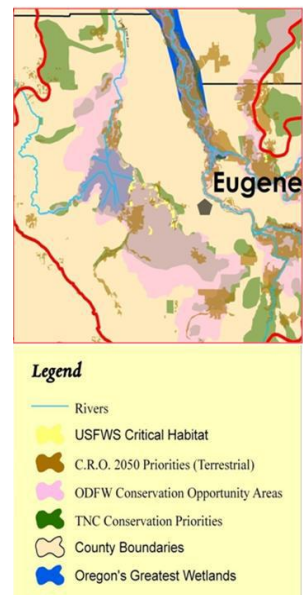 Eugene
Legend
Rivers
USFWS Critical Habitat
C.R.O. 2050 Priorities (Terrestrial)
ODFW Conservation Opportunity Areas
TNC Conservation Priorities
County Boundaries
Oregon's Greatest Wetlands